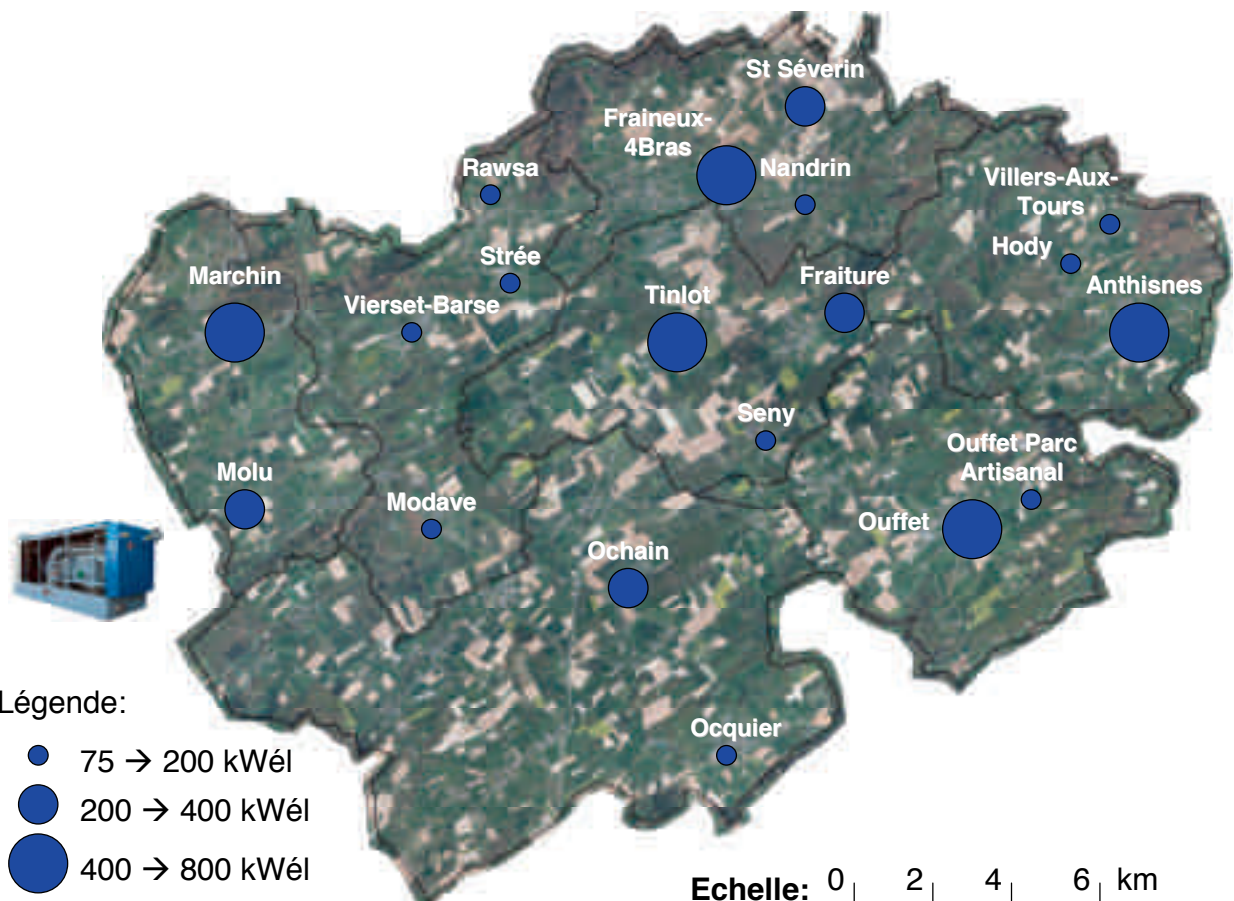 St Séverin
Fraineux-
4Bras
Nandrin
Rawsa
Villers-Aux-
Tours
Hody
Strée
Marchin
Vierset-Barse
Tinlot
Fraiture
Anthisnes
Seny
Ouffet Parc
Artisanal
Molu
Modave
Ouffet
Ochain
Ocquier
Légende:
75 → 200 kWél
200 → 400 kWél
400 → 800 kWél
Echelle: 0 2 4 6 km